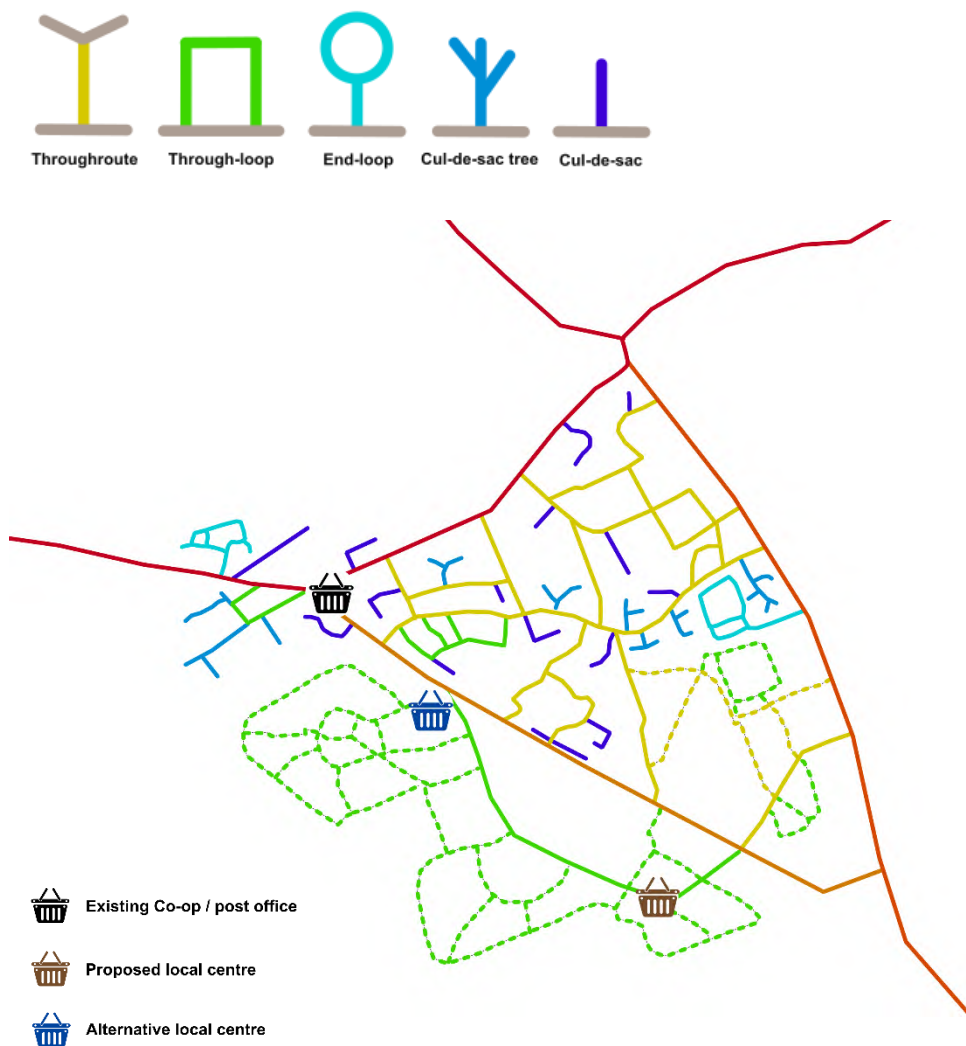 Throughroute
Through-loop
End-loop
Cul-de-sac tree
Cul-de-sac
Existing Co-op / post office
Proposed local centre
Alternative local centre